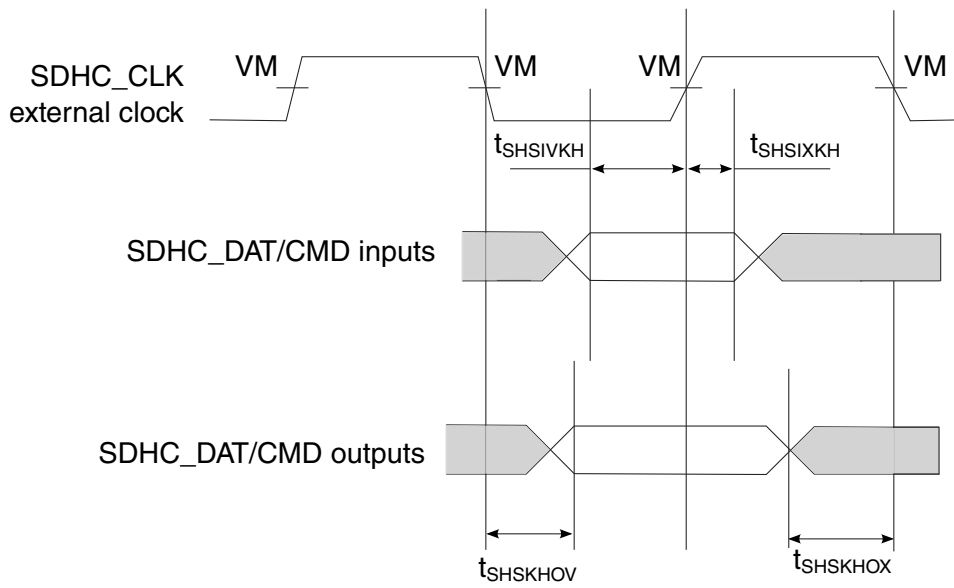 VM VM VM VM
SDHC_CLK
external clock
tSHSIVKH tSHSIXKH
SDHC_DAT/CMD inputs
SDHC_DAT/CMD outputs
tSHSKHOV tSHSKHOX